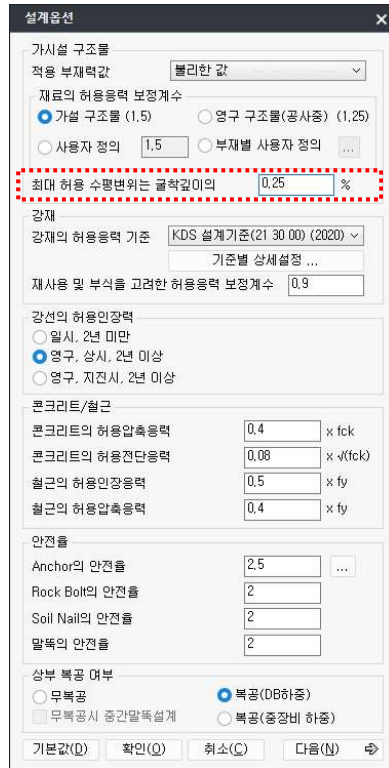 설계옵션
가시설 구조물
적용 부재력값 불리한 값
재료의 허용응력 보정계수
가설 구조물 (1,5) 영구 구조물(공사중) (1,25)
사용자 정의 1,5 부재별 사용자 정의 ...
최대 허용 수평변위는 굴착깊이의 0,25 %
강재
강재의 허용응력 기준 KDS 설계기준(21 30 00) (2020)
기준별 상세설정 ...
재사용 및 부식을 고려한 허용응력 보정계수 0,9
강선의 허용인장력
일시, 2년 미만
영구, 상시, 2년 이상
영구, 지진시, 2년 이상
콘크리트/철근
콘크리트의 허용압축응력 0,4 x fck
콘크리트의 허용전단응력 0,08 x √(fck)
철근의 허용인장응력 0,5 x fy
철근의 허용압축응력 0,4 x fy
안전율
Anchor의 안전율 2,5 ...
Rock Bolt의 안전율 2
Soil Nail의 안전율 2
말뚝의 안전율 2
상부 복공 여부
무복공 복공(DB하중)
무복공시 중간말뚝설계 복공(중장비 하중)
기본값(D) 확인(O) 취소(C) 다음(N)